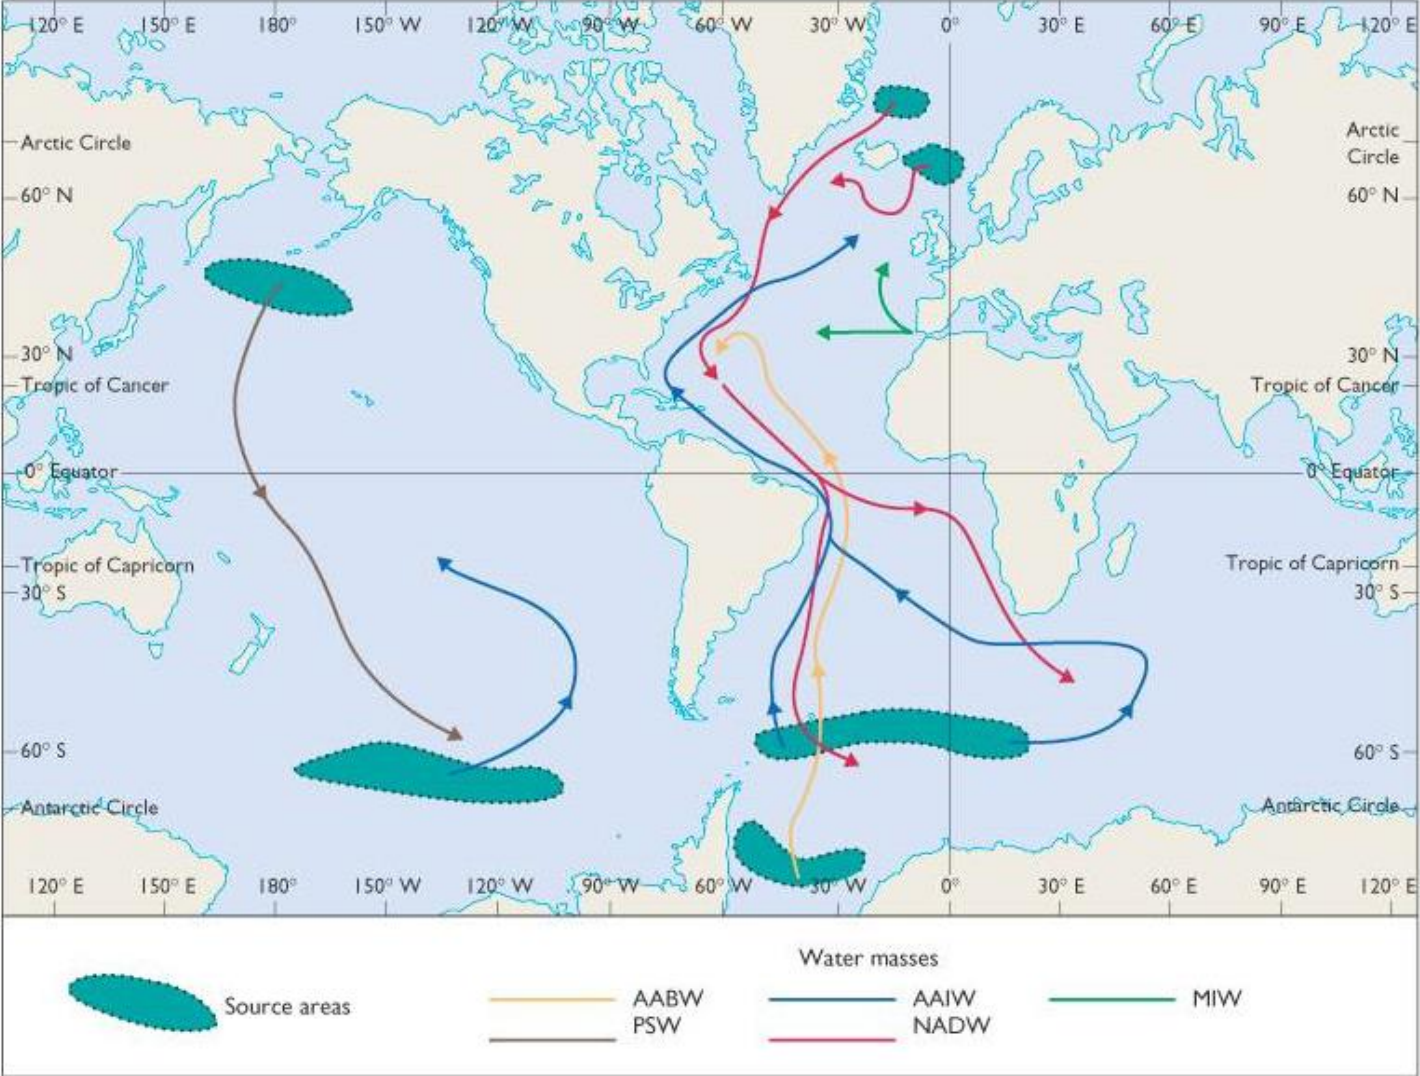 120° E 150° E 180° 150° W 120° W 90° W 60° W 30° W 0° 30° E 60° E 90° E 120° E
Arctic Circle
Arctic
Circle
60° N
60° N
30° N
30° N
Tropic of Cancer
Tropic of Cancer
0° Equator
0° Equator
Tropic of Capricorn
Tropic of Capricorn
30° S
30° S
60° S
60° S
Antarctic Circle
Antarctic Circle
120° E 150° E 180° 150° W 120° W 90° W 60° W 30° W 0° 30° E 60° E 90° E 120° E
Water masses
Source areas
AABW
AAIW
MIW
PSW
NADW